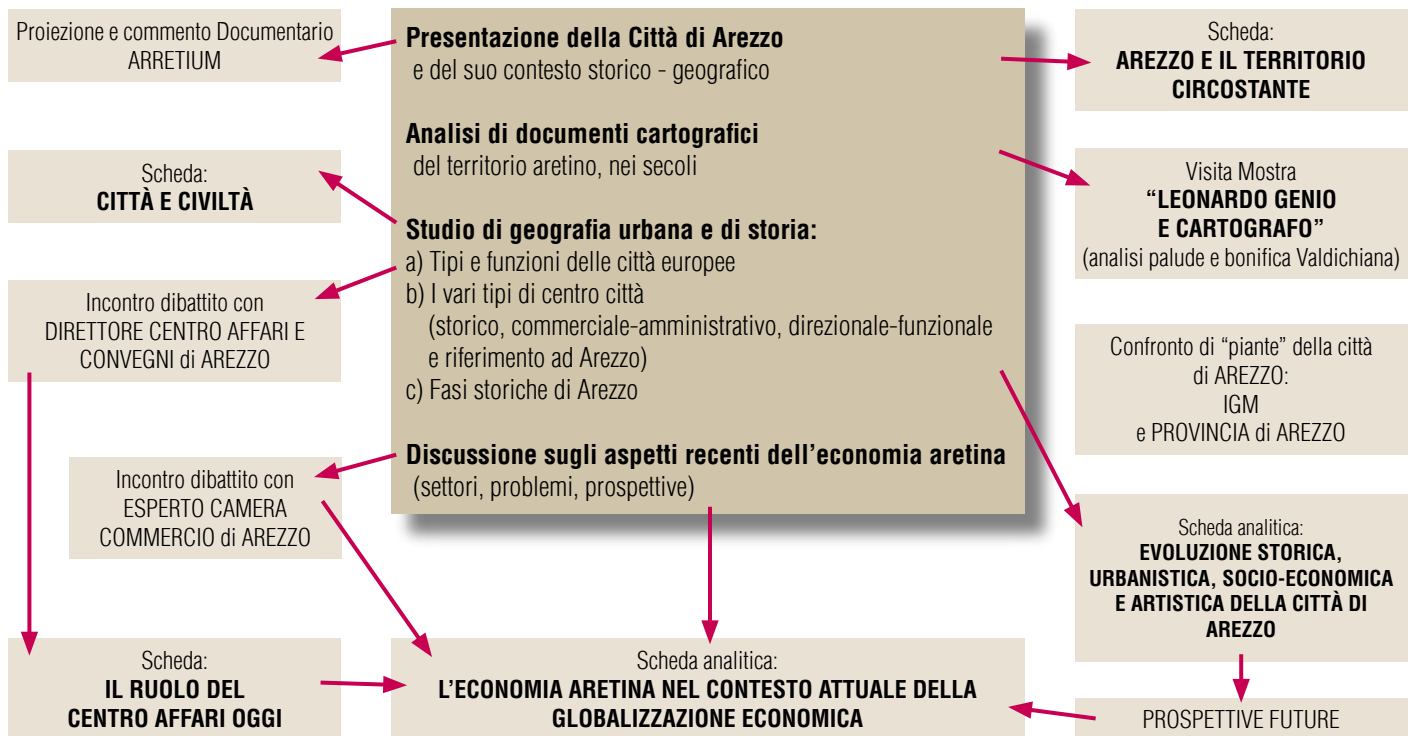 Proiezione e commento Documentario
ARRETIUM
Scheda:
CITTÀ E CIVILTÀ
Incontro dibattito con
DIRETTORE CENTRO AFFARI E
CONVEGNI di AREZZO
Incontro dibattito con
ESPERTO CAMERA
COMMERCIO di AREZZO
Scheda:
IL RUOLO DEL
CENTRO AFFARI OGGI
Presentazione della Città di Arezzo
e del suo contesto storico - geografico
Analisi di documenti cartografici
del territorio aretino, nei secoli
Studio di geografia urbana e di storia:
a) Tipi e funzioni delle città europee
b) I vari tipi di centro città
(storico, commerciale-amministrativo, direzionale-funzionale
e riferimento ad Arezzo)
c) Fasi storiche di Arezzo
Discussione sugli aspetti recenti dell'economia aretina
(settori, problemi, prospettive)
Scheda analitica:
L'ECONOMIA ARETINA NEL CONTESTO ATTUALE DELLA
GLOBALIZZAZIONE ECONOMICA
Scheda:
AREZZO E IL TERRITORIO
CIRCOSTANTE
Visita Mostra
"LEONARDO GENIO
E CARTOGRAFO"
(analisi palude e bonifica Valdichiana)
Confronto di "piante" della città
di AREZZO:
IGM
e PROVINCIA di AREZZO
Scheda analitica:
EVOLUZIONE STORICA,
URBANISTICA, SOCIO-ECONOMICA
E ARTISTICA DELLA CITTÀ DI
AREZZO
PROSPETTIVE FUTURE